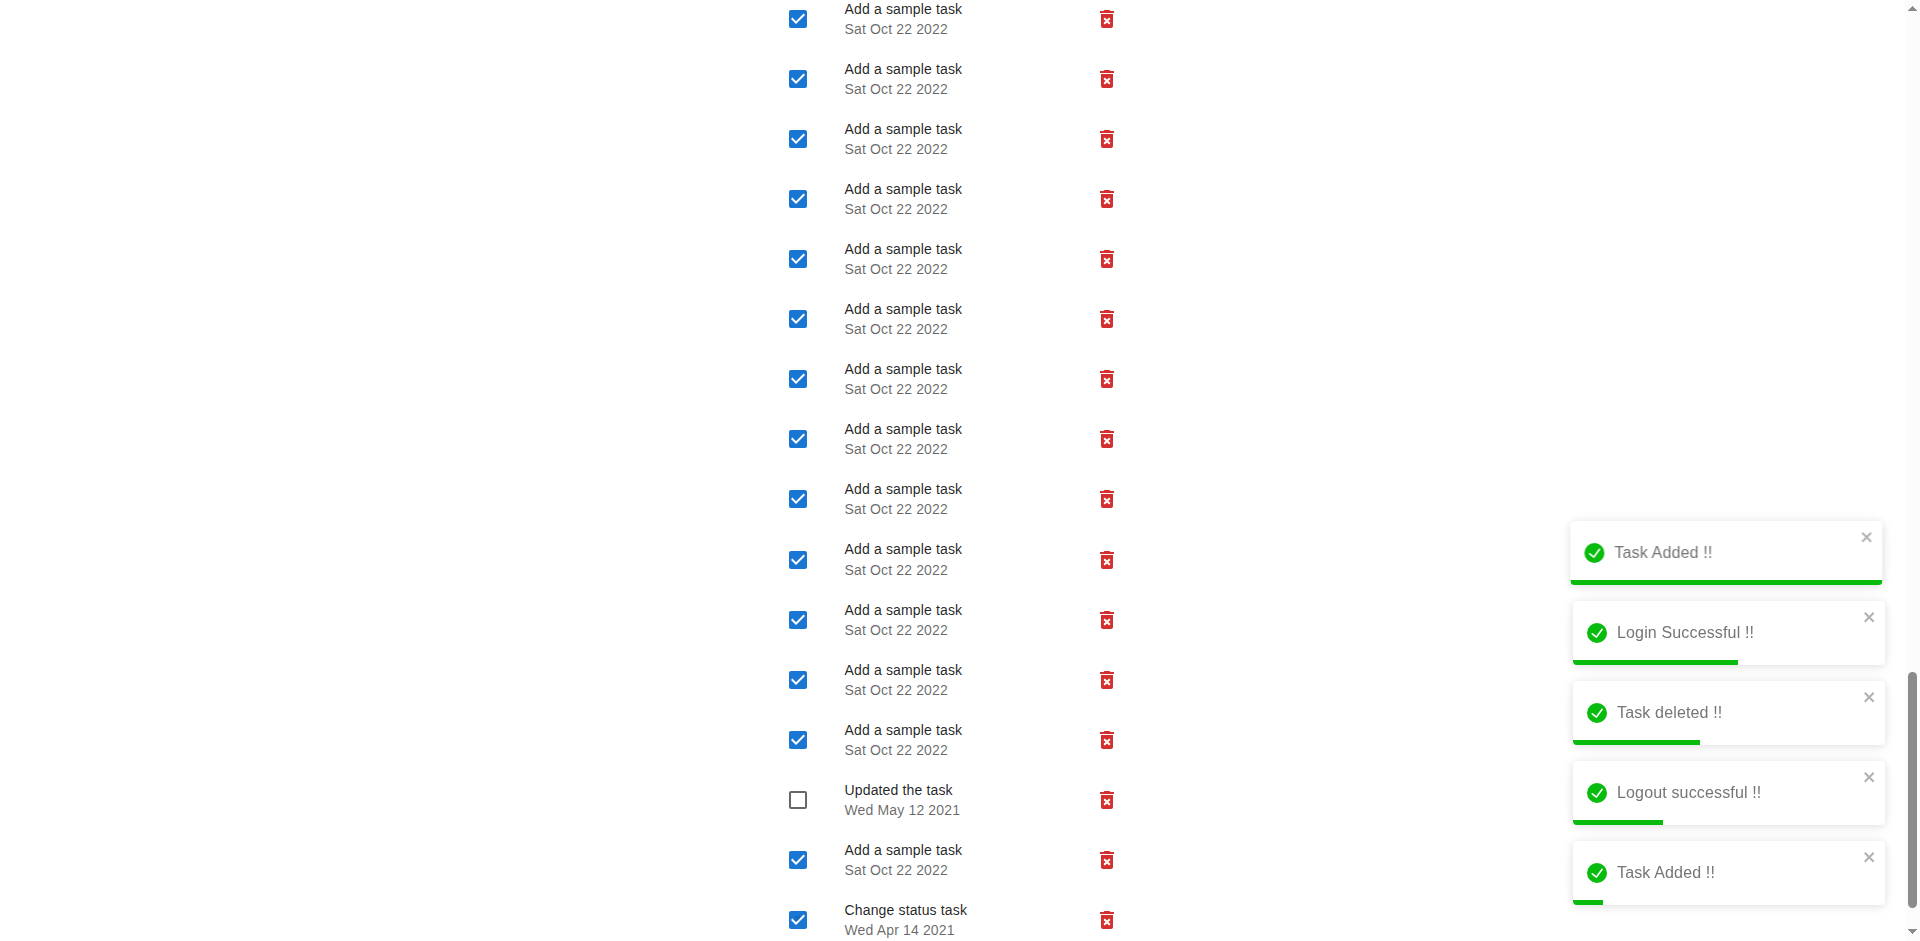 Add a sample task
Sat Oct 22 2022
Add a sample task
Sat Oct 22 2022
Add a sample task
Sat Oct 22 2022
Add a sample task
Sat Oct 22 2022
Add a sample task
Sat Oct 22 2022
Add a sample task
Sat Oct 22 2022
Add a sample task
Sat Oct 22 2022
Add a sample task
Sat Oct 22 2022
Add a sample task
Sat Oct 22 2022
Add a sample task
Sat Oct 22 2022
Add a sample task
Sat Oct 22 2022
Add a sample task
Sat Oct 22 2022
Add a sample task
Sat Oct 22 2022
Updated the task
Wed May 12 2021
Add a sample task
Sat Oct 22 2022
Change status task
Wed Apr 14 2021
Task Added !!
Login Successful !!
Task deleted !!
Logout successful !!
Task Added !!